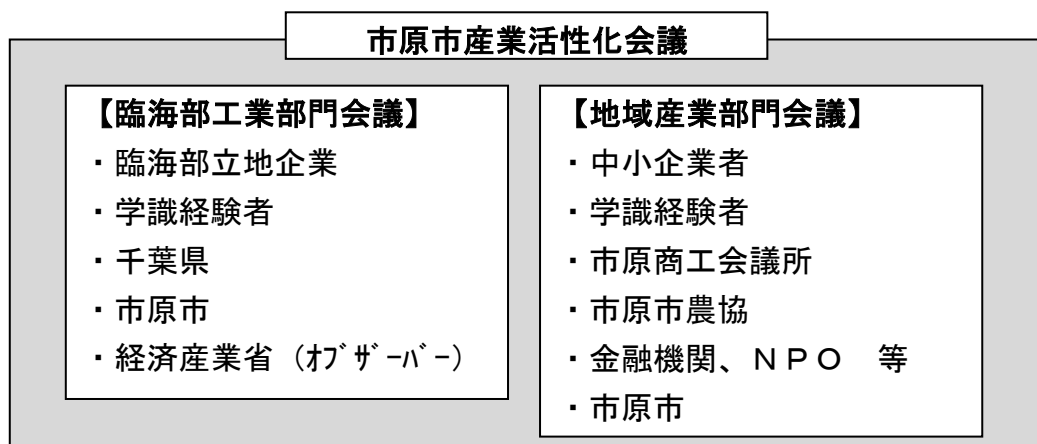 市原市産業活性化会議
【臨海部工業部門会議】
・臨海部立地企業
・学識経験者
・千葉県
・市原市
・経済産業省（ｵﾌﾞｻﾞｰﾊﾞｰ）
【地域産業部門会議】
・中小企業者
・学識経験者
・市原商工会議所
・市原市農協
・金融機関、ＮＰＯ　等
・市原市